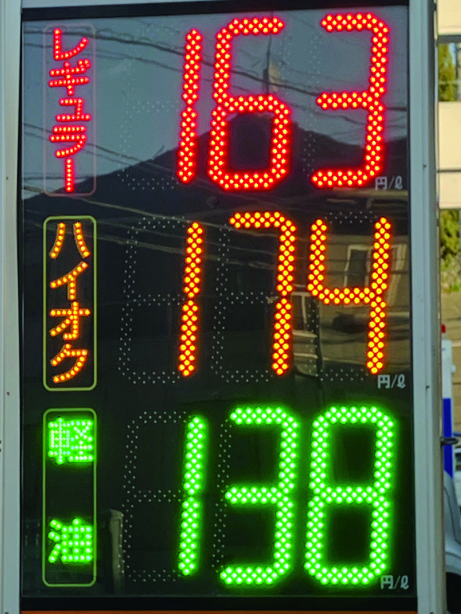 レギュラー 163 円/ℓ
ハイオク 174 円/ℓ
軽油 138 円/ℓ